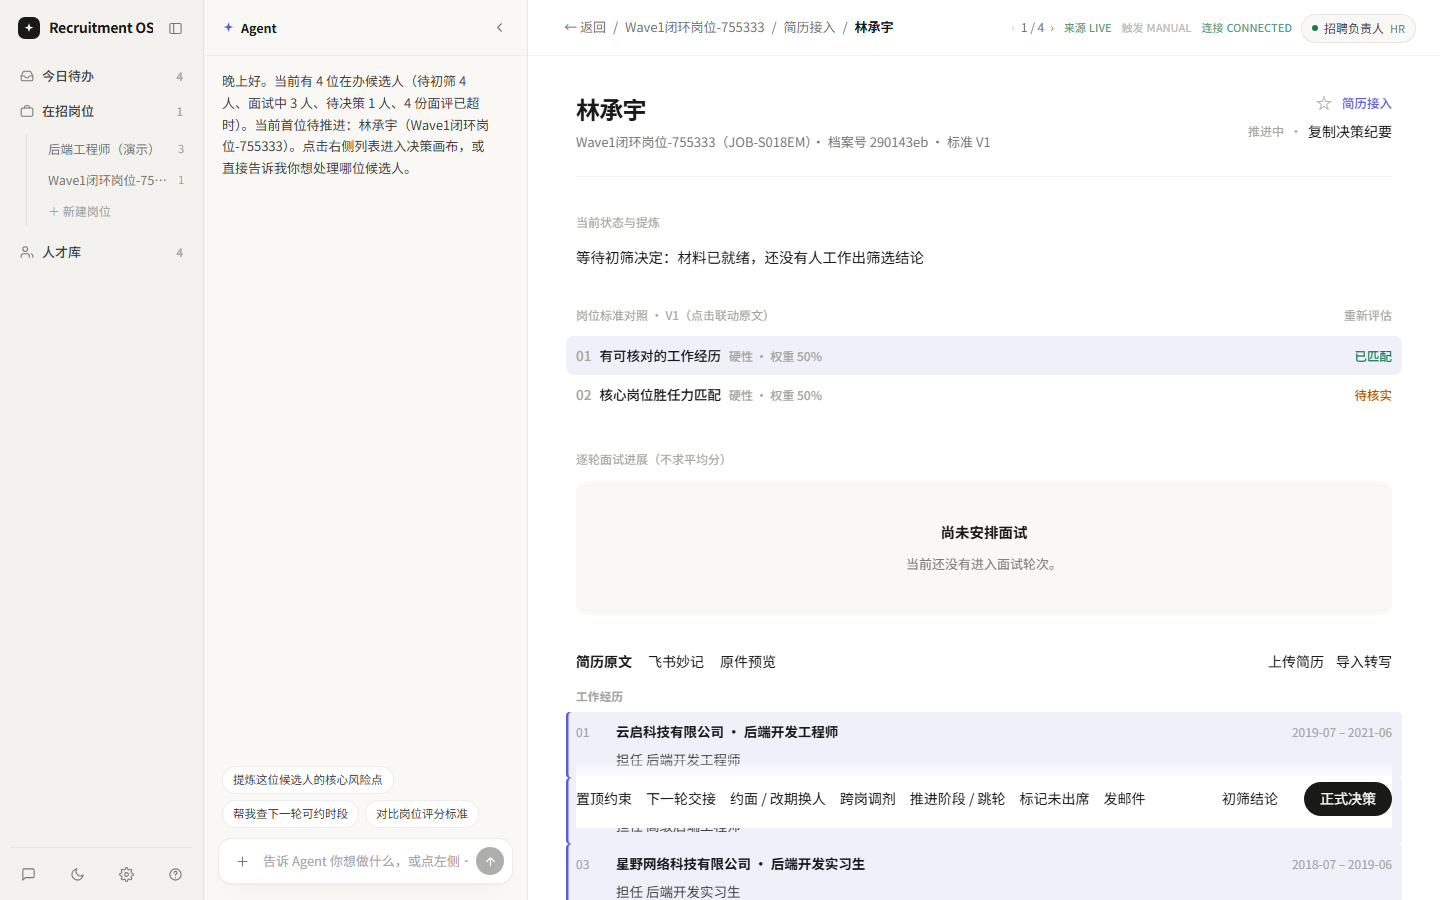 Recruitment OS
今日待办 4
在招岗位 1
后端工程师（演示） 3
Wave1闭环岗位-75··· 1
＋ 新建岗位
人才库 4
Agent
晚上好。当前有 4 位在办候选人（待初筛 4
人、面试中 3 人、待决策 1 人、4 份面评已超
时）。当前首位待推进：林承宇（Wave1闭环岗
位-755333）。点击右侧列表进入决策画布，或
直接告诉我你想处理哪位候选人。
提炼这位候选人的核心风险点
帮我查下一轮可约时段 对比岗位评分标准
告诉 Agent 你想做什么，或点左侧
← 返回 / Wave1闭环岗位-755333 / 简历接入 / 林承宇
‹ 1 / 4 › 来源 LIVE 触发 MANUAL 连接 CONNECTED 招聘负责人 HR
林承宇
☆ 简历接入
Wave1闭环岗位-755333（JOB-S018EM）· 档案号 290143eb · 标准 V1
推进中 · 复制决策纪要
当前状态与提炼
等待初筛决定：材料已就绪，还没有人工作出筛选结论
岗位标准对照 · V1（点击联动原文） 重新评估
01 有可核对的工作经历 硬性 · 权重 50% 已匹配
02 核心岗位胜任力匹配 硬性 · 权重 50% 待核实
逐轮面试进展（不求平均分）
尚未安排面试
当前还没有进入面试轮次。
简历原文 飞书妙记 原件预览 上传简历 导入转写
工作经历
01 云启科技有限公司 · 后端开发工程师 2019-07 – 2021-06
担任 后端开发工程师
置顶约束 下一轮交接 约面 / 改期换人 跨岗调剂 推进阶段 / 跳轮 标记未出席 发邮件 初筛结论 正式决策
担任 高级后端工程师
03 星野网络科技有限公司 · 后端开发实习生 2018-07 – 2019-06
担任 后端开发实习生